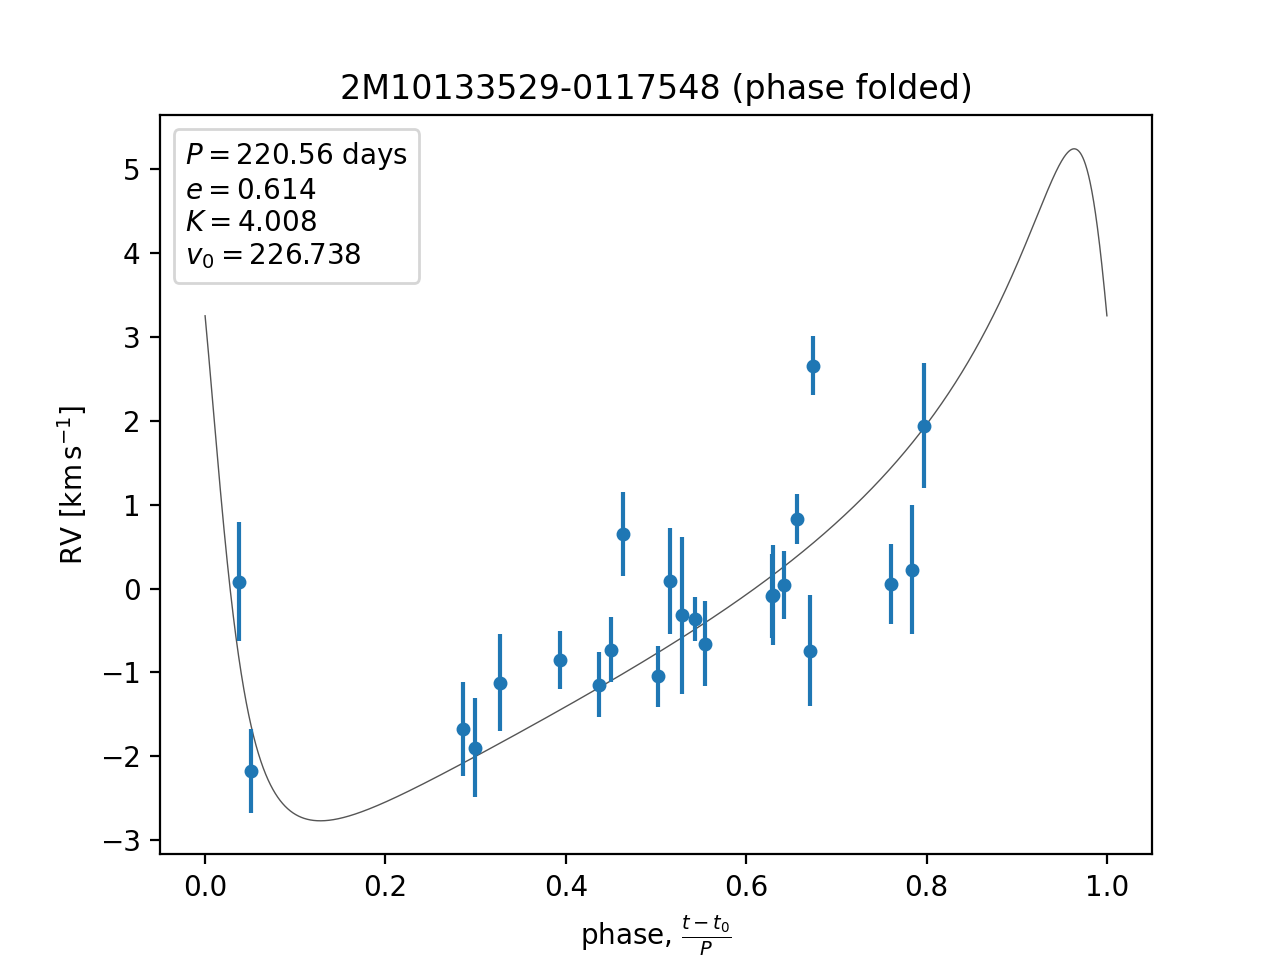 2M10133529-0117548 (phase folded)
P = 220.56 days
e = 0.614
K = 4.008
v₀ = 226.738
5
4
3
2
1
0
−1
−2
−3
RV [km s⁻¹]
0.0 0.2 0.4 0.6 0.8 1.0
phase, (t − t₀)/P